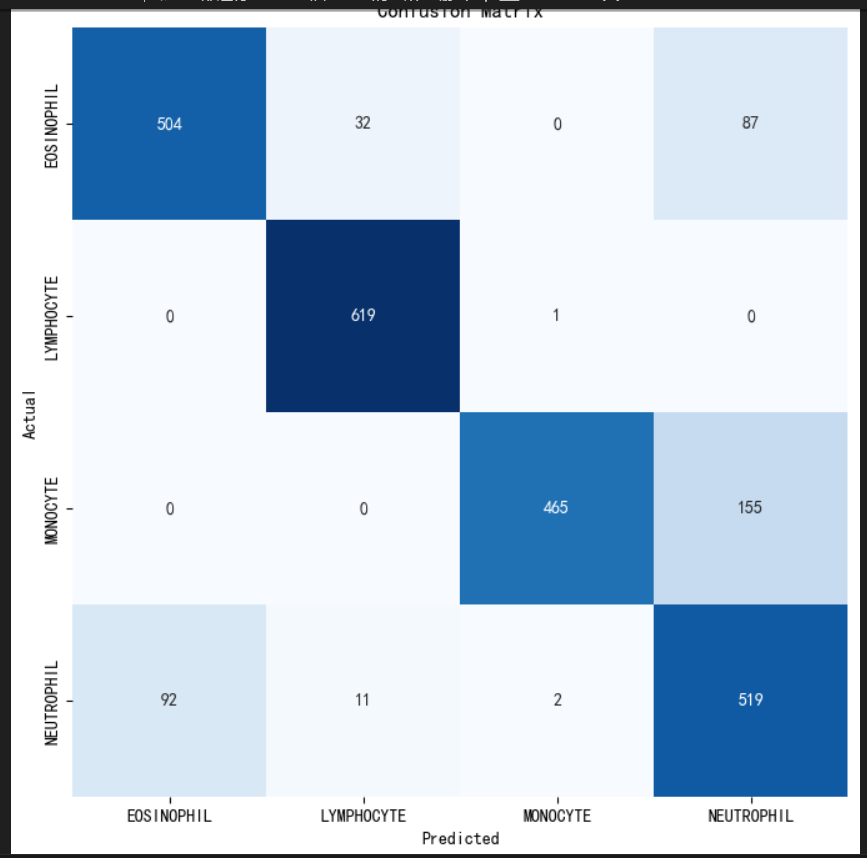 Confusion Matrix
EOSINOPHIL
504 32 0 87
LYMPHOCYTE
0 619 1 0
Actual
MONOCYTE
0 0 465 155
NEUTROPHIL
92 11 2 519
EOSINOPHIL LYMPHOCYTE MONOCYTE NEUTROPHIL
Predicted